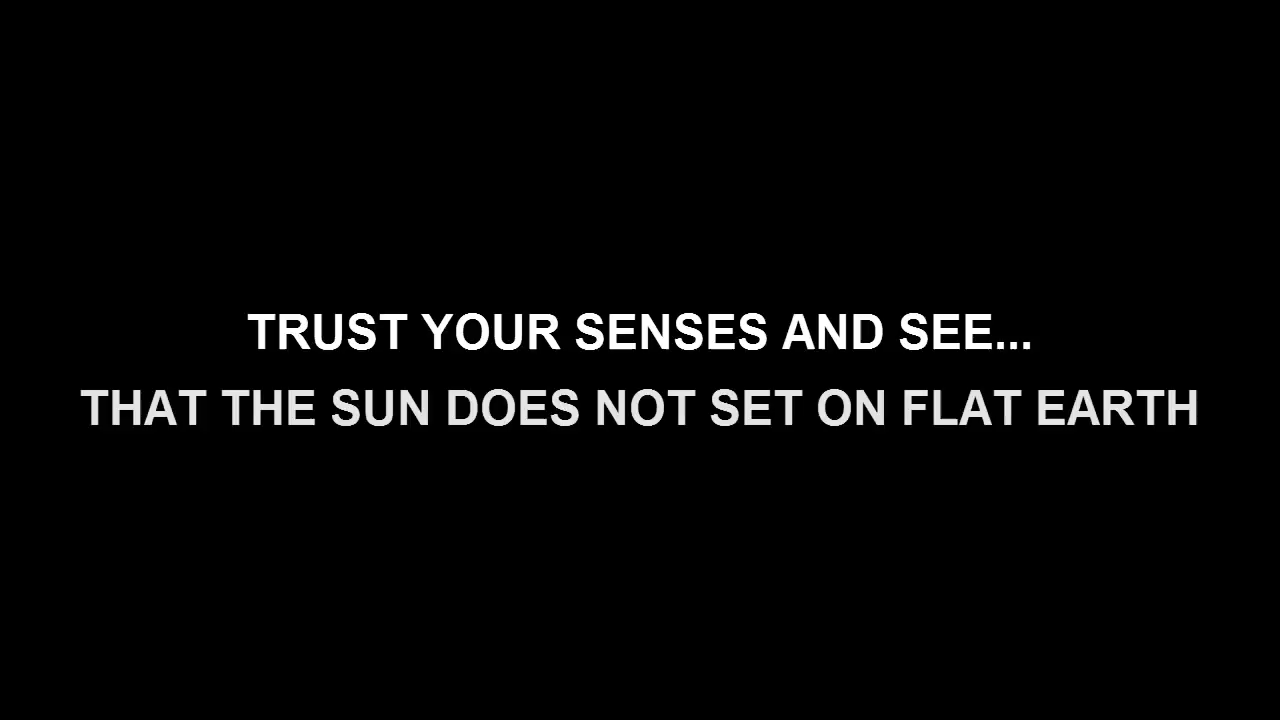 TRUST YOUR SENSES AND SEE...
THAT THE SUN DOES NOT SET ON FLAT EARTH